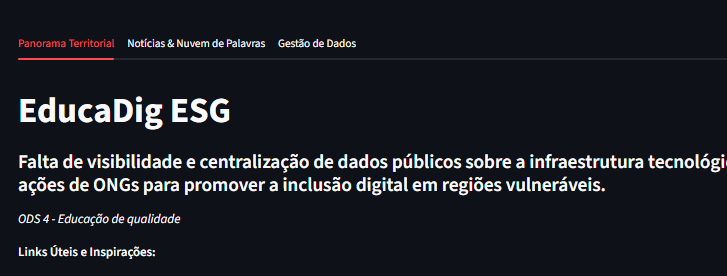 Panorama Territorial Notícias & Nuvem de Palavras Gestão de Dados
EducaDig ESG
Falta de visibilidade e centralização de dados públicos sobre a infraestrutura tecnológi
ações de ONGs para promover a inclusão digital em regiões vulneráveis.
ODS 4 - Educação de qualidade
Links Úteis e Inspirações: